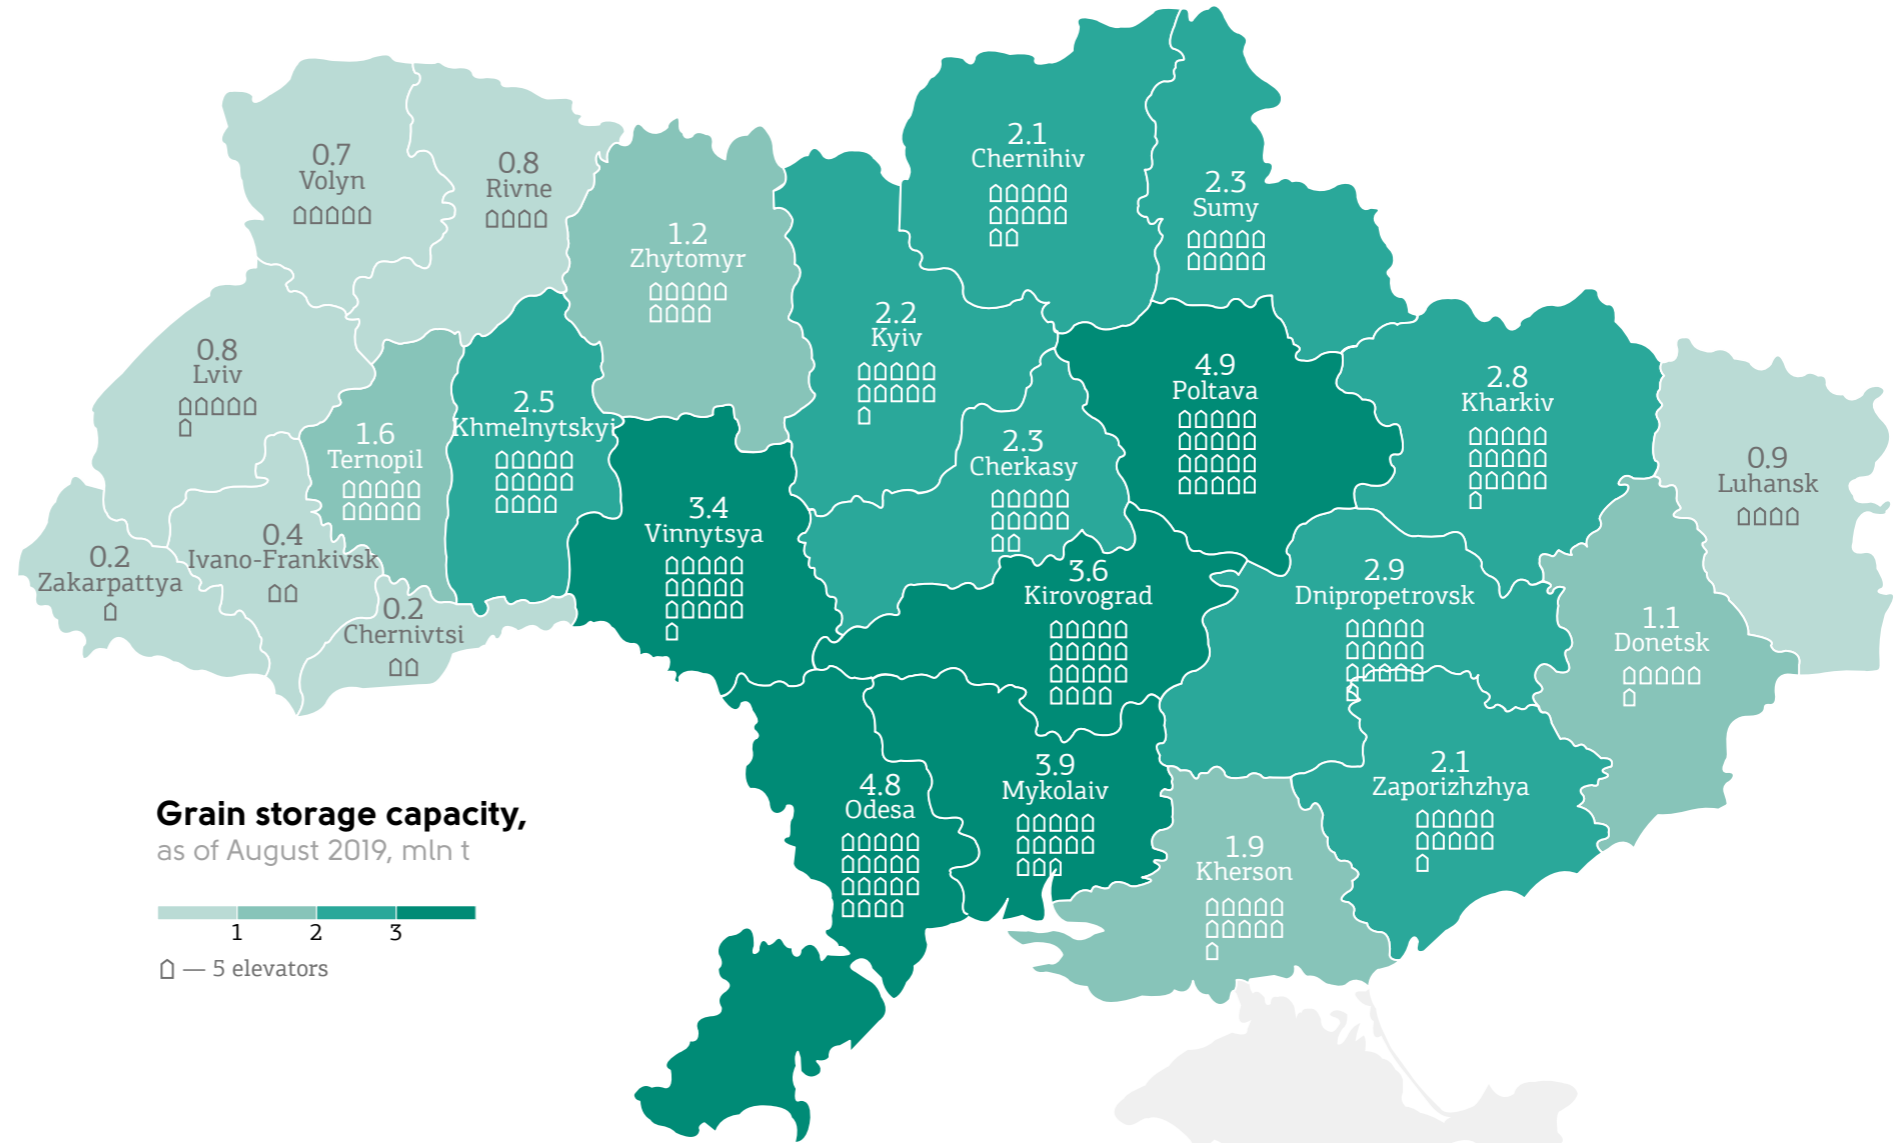 2.1
Chernihiv
2.3
Sumy
0.7
Volyn
0.8
Rivne
1.2
Zhytomyr
2.2
Kyiv
0.8
Lviv
4.9
Poltava
2.8
Kharkiv
2.5
Khmelnytskyi
1.6
Ternopil
2.3
Cherkasy
0.9
Luhansk
3.4
Vinnytsya
0.4
Ivano-Frankivsk
0.2
Zakarpattya
0.2
Chernivtsi
3.6
Kirovograd
2.9
Dnipropetrovsk
1.1
Donetsk
4.8
Odesa
3.9
Mykolaiv
2.1
Zaporizhzhya
1.9
Kherson
Grain storage capacity,
as of August 2019, mln t
1 2 3
— 5 elevators